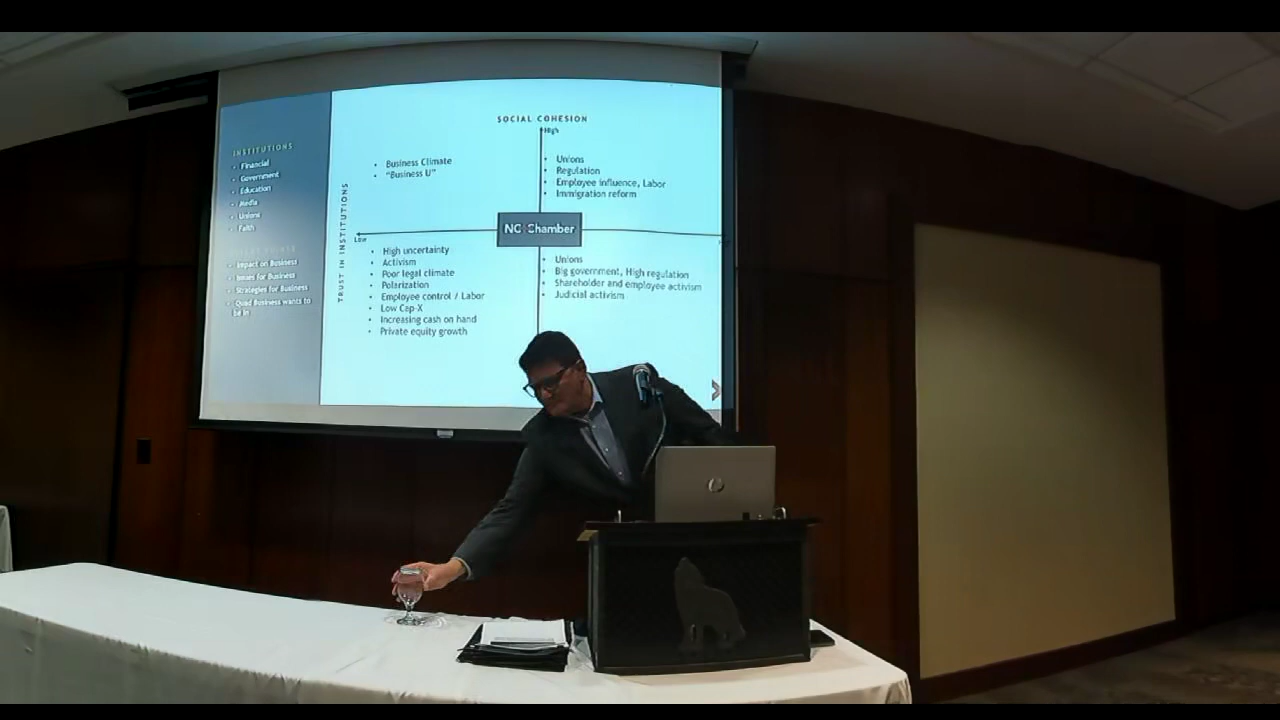 INSTITUTIONS
• Financial
• Government
• Education
• Media
• Unions
• Faith
• Impact on Business
• Issues for Business
• Strategies for Business
• Quad Business wants to
be in
SOCIAL COHESION
High
• Business Climate
• "Business U"
• Unions
• Regulation
• Employee influence, Labor
• Immigration reform
TRUST IN INSTITUTIONS
Low
NC Chamber
• High uncertainty
• Activism
• Poor legal climate
• Polarization
• Employee control / Labor
• Low Cap-X
• Increasing cash on hand
• Private equity growth
• Unions
• Big government, High regulation
• Shareholder and employee activism
• Judicial activism
hp